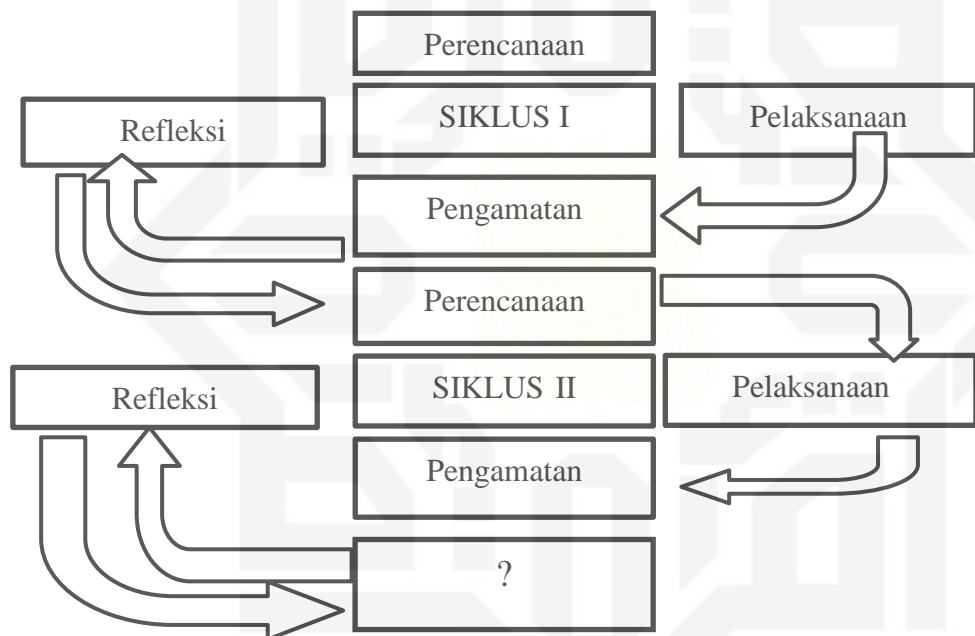 Perencanaan
Refleksi
SIKLUS I
Pelaksanaan
Pengamatan
Perencanaan
Refleksi
SIKLUS II
Pelaksanaan
Pengamatan
?